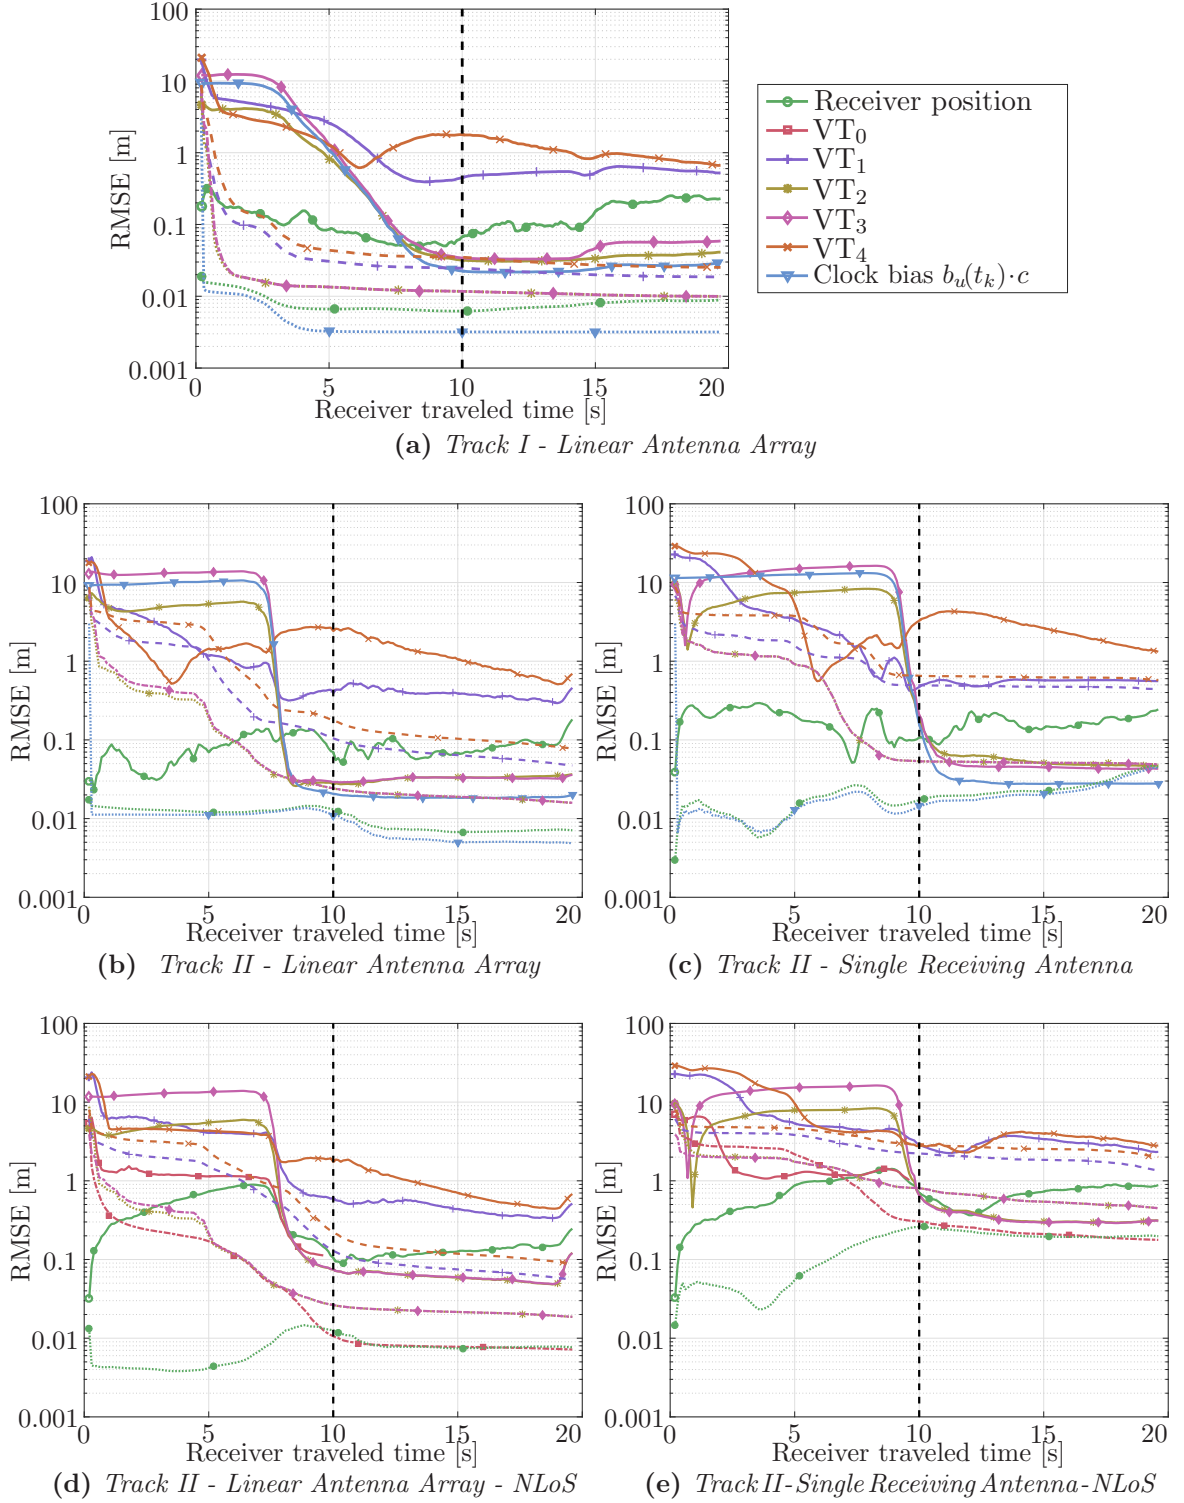 100
10
1
0.1
0.01
0.001
RMSE [m]
0 5 10 15 20
Receiver traveled time [s]
(a) Track I - Linear Antenna Array
Receiver position
VT0
VT1
VT2
VT3
VT4
Clock bias bu(tk)·c
100
10
1
0.1
0.01
0.001
RMSE [m]
0 5 10 15 20
Receiver traveled time [s]
(b) Track II - Linear Antenna Array
100
10
1
0.1
0.01
0.001
RMSE [m]
0 5 10 15 20
Receiver traveled time [s]
(c) Track II - Single Receiving Antenna
100
10
1
0.1
0.01
0.001
RMSE [m]
0 5 10 15 20
Receiver traveled time [s]
(d) Track II - Linear Antenna Array - NLoS
100
10
1
0.1
0.01
0.001
RMSE [m]
0 5 10 15 20
Receiver traveled time [s]
(e) Track II - Single Receiving Antenna - NLoS